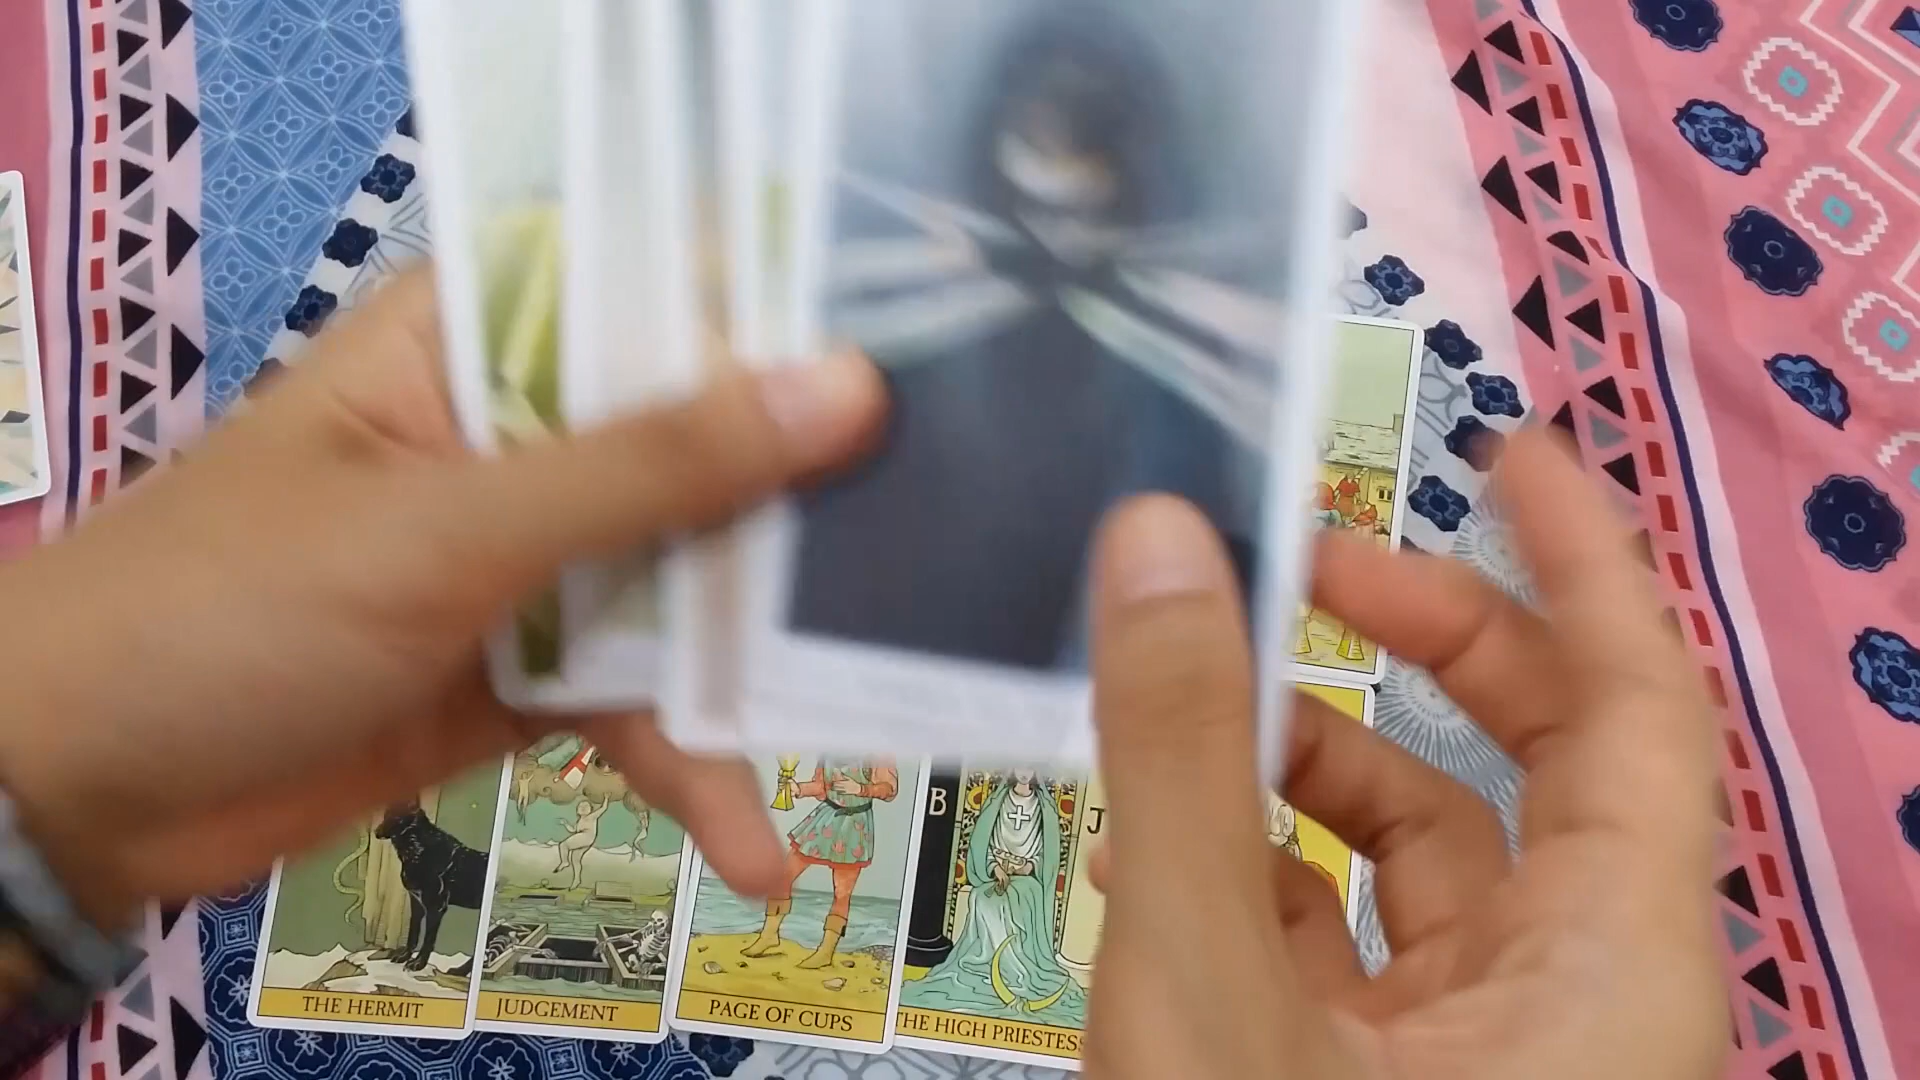 B
J
THE HERMIT
JUDGEMENT
PAGE OF CUPS
THE HIGH PRIESTESS